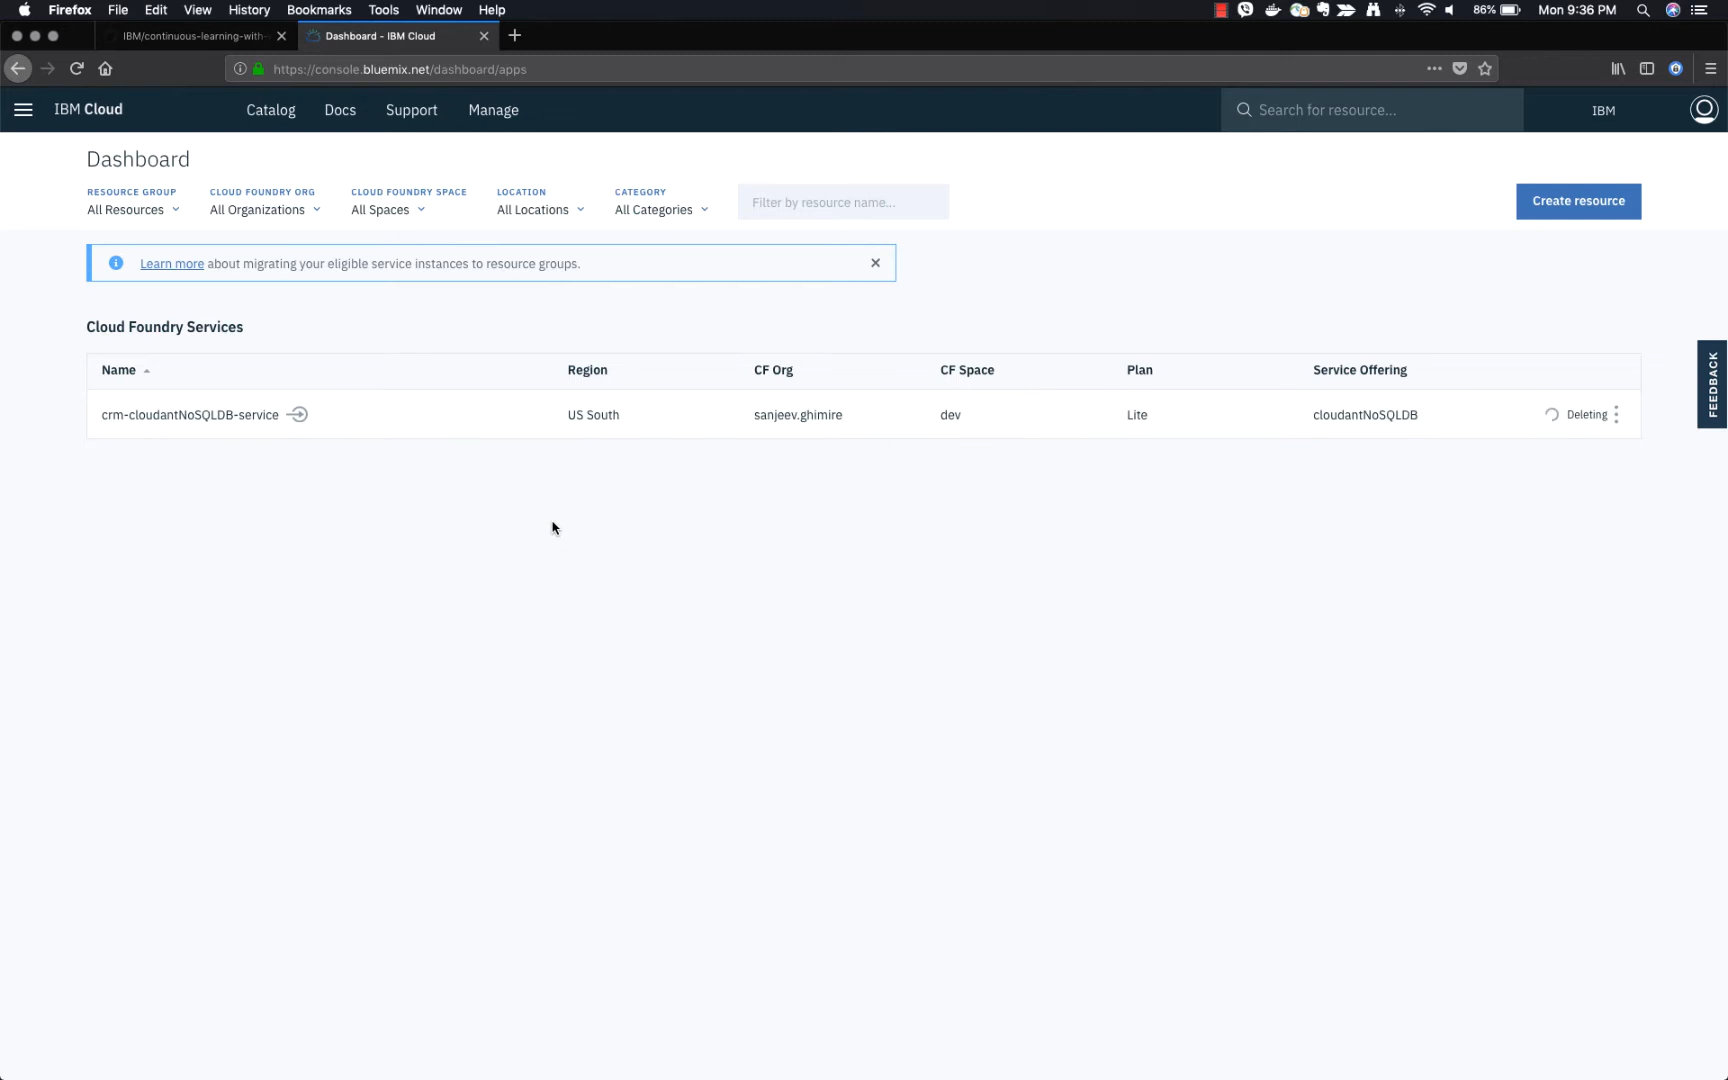 Firefox File Edit View History Bookmarks Tools Window Help 86% Mon 9:36 PM
IBM/continuous-learning-with- Dashboard - IBM Cloud
https://console.bluemix.net/dashboard/apps
IBM Cloud Catalog Docs Support Manage Search for resource... IBM
Dashboard
RESOURCE GROUP CLOUD FOUNDRY ORG CLOUD FOUNDRY SPACE LOCATION CATEGORY
All Resources All Organizations All Spaces All Locations All Categories Filter by resource name... Create resource
Learn more about migrating your eligible service instances to resource groups.
Cloud Foundry Services
FEEDBACK
Name Region CF Org CF Space Plan Service Offering
crm-cloudantNoSQLDB-service US South sanjeev.ghimire dev Lite cloudantNoSQLDB Deleting